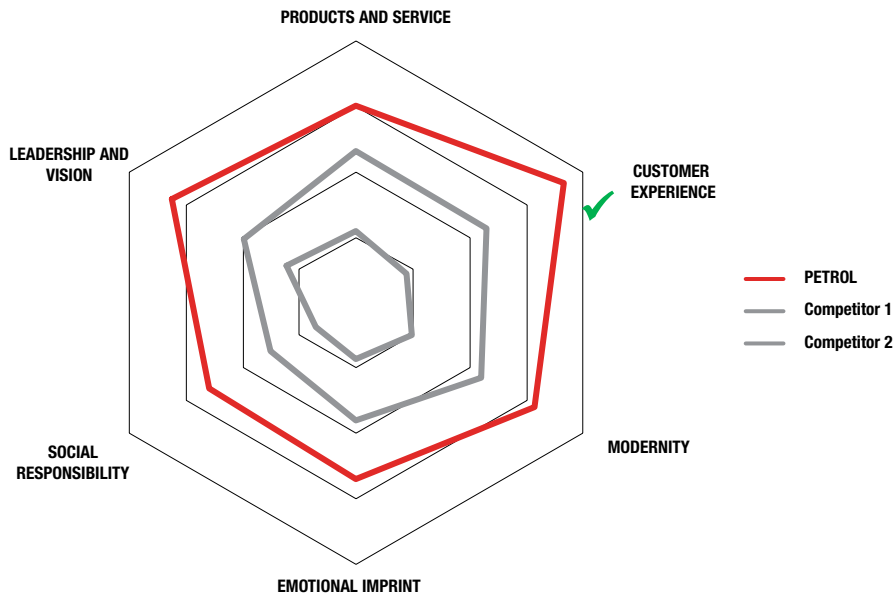 PRODUCTS AND SERVICE
LEADERSHIP AND
VISION
CUSTOMER
EXPERIENCE
PETROL
Competitor 1
Competitor 2
SOCIAL
RESPONSIBILITY
MODERNITY
EMOTIONAL IMPRINT